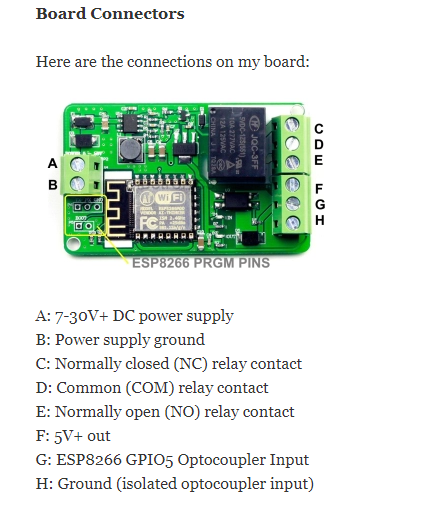 Board Connectors
Here are the connections on my board:
C
D
E
A
B
F
G
H
WiFi
FC
ESP8266 PRGM PINS
A: 7-30V+ DC power supply
B: Power supply ground
C: Normally closed (NC) relay contact
D: Common (COM) relay contact
E: Normally open (NO) relay contact
F: 5V+ out
G: ESP8266 GPIO5 Optocoupler Input
H: Ground (isolated optocoupler input)